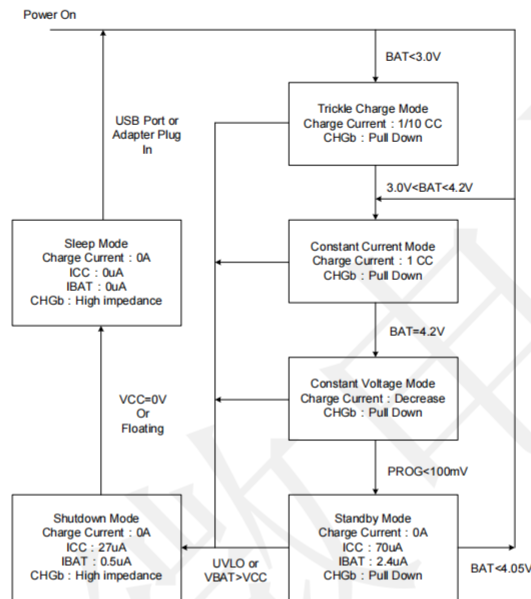 Power On
BAT<3.0V
Trickle Charge Mode
Charge Current : 1/10 CC
CHGb : Pull Down
USB Port or
Adapter Plug
In
3.0V<BAT<4.2V
Sleep Mode
Charge Current : 0A
ICC : 0uA
IBAT : 0uA
CHGb : High impedance
Constant Current Mode
Charge Current : 1 CC
CHGb : Pull Down
BAT=4.2V
VCC=0V
Or
Floating
Constant Voltage Mode
Charge Current : Decrease
CHGb : Pull Down
PROG<100mV
Shutdown Mode
Charge Current : 0A
ICC : 27uA
IBAT : 0.5uA
CHGb : High impedance
UVLO or
VBAT>VCC
Standby Mode
Charge Current : 0A
ICC : 70uA
IBAT : 2.4uA
CHGb : Pull Down
BAT<4.05V